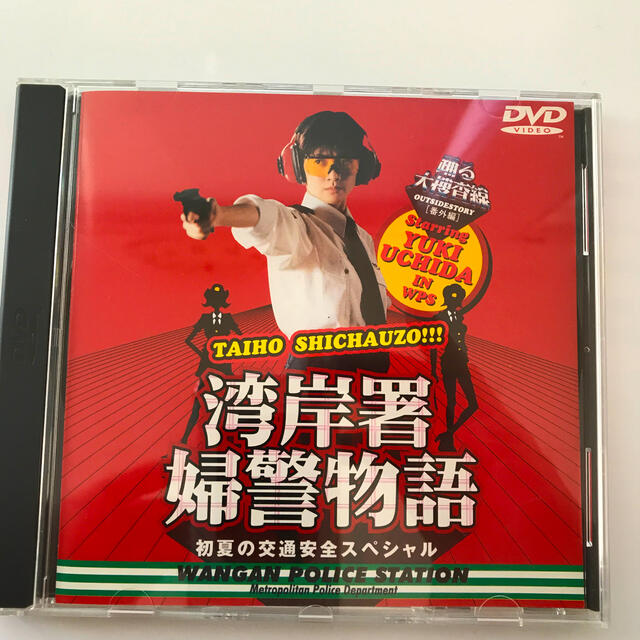 DVD
VIDEO
TM
踊る
大捜査線
OUTSIDESTORY
[番外編]
Starring
YUKI
UCHIDA
IN
WPS
TAIHO SHICHAUZO!!!
湾岸署
婦警物語
初夏の交通安全スペシャル
WANGAN POLICE STATION
Metropolitan Police Department
DVD